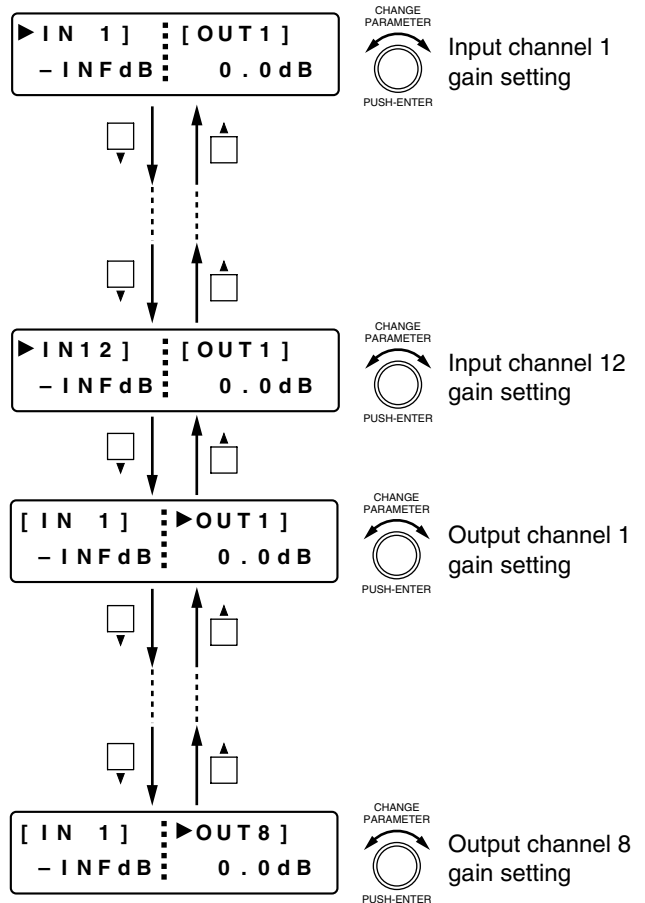 CHANGE
PARAMETER
▶IN 1] [OUT1]
–INFdB 0.0dB
PUSH-ENTER
Input channel 1
gain setting
CHANGE
PARAMETER
▶IN12] [OUT1]
–INFdB 0.0dB
PUSH-ENTER
Input channel 12
gain setting
CHANGE
PARAMETER
[IN 1] ▶OUT1]
–INFdB 0.0dB
PUSH-ENTER
Output channel 1
gain setting
CHANGE
PARAMETER
[IN 1] ▶OUT8]
–INFdB 0.0dB
PUSH-ENTER
Output channel 8
gain setting